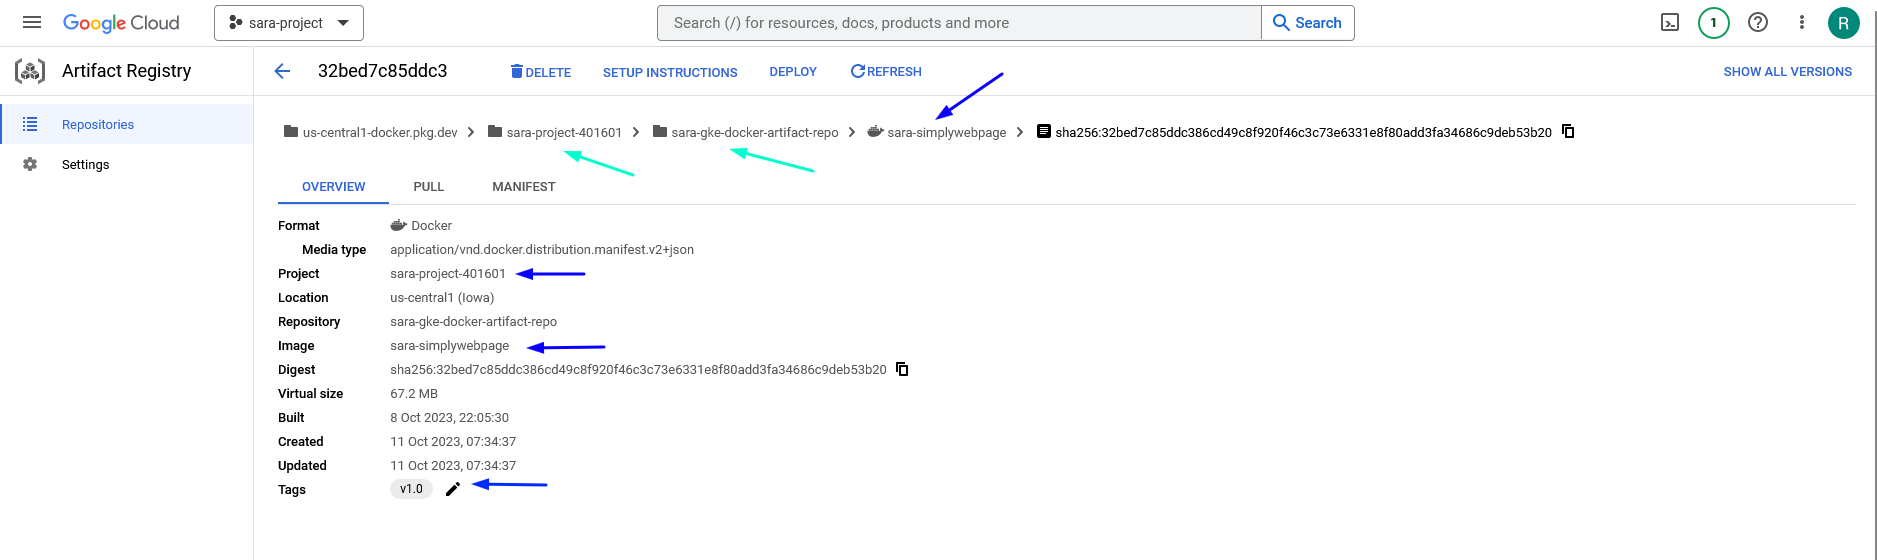 Google Cloud sara-project Search (/) for resources, docs, products and more Search 1 R
Artifact Registry 32bed7c85ddc3 DELETE SETUP INSTRUCTIONS DEPLOY REFRESH SHOW ALL VERSIONS
Repositories
Settings
us-central1-docker.pkg.dev sara-project-401601 sara-gke-docker-artifact-repo sara-simplywebpage sha256:32bed7c85ddc386cd49c8f920f46c3c73e6331e8f80add3fa34686c9deb53b20
OVERVIEW PULL MANIFEST
Format Docker
Media type application/vnd.docker.distribution.manifest.v2+json
Project sara-project-401601
Location us-central1 (Iowa)
Repository sara-gke-docker-artifact-repo
Image sara-simplywebpage
Digest sha256:32bed7c85ddc386cd49c8f920f46c3c73e6331e8f80add3fa34686c9deb53b20
Virtual size 67.2 MB
Built 8 Oct 2023, 22:05:30
Created 11 Oct 2023, 07:34:37
Updated 11 Oct 2023, 07:34:37
Tags v1.0